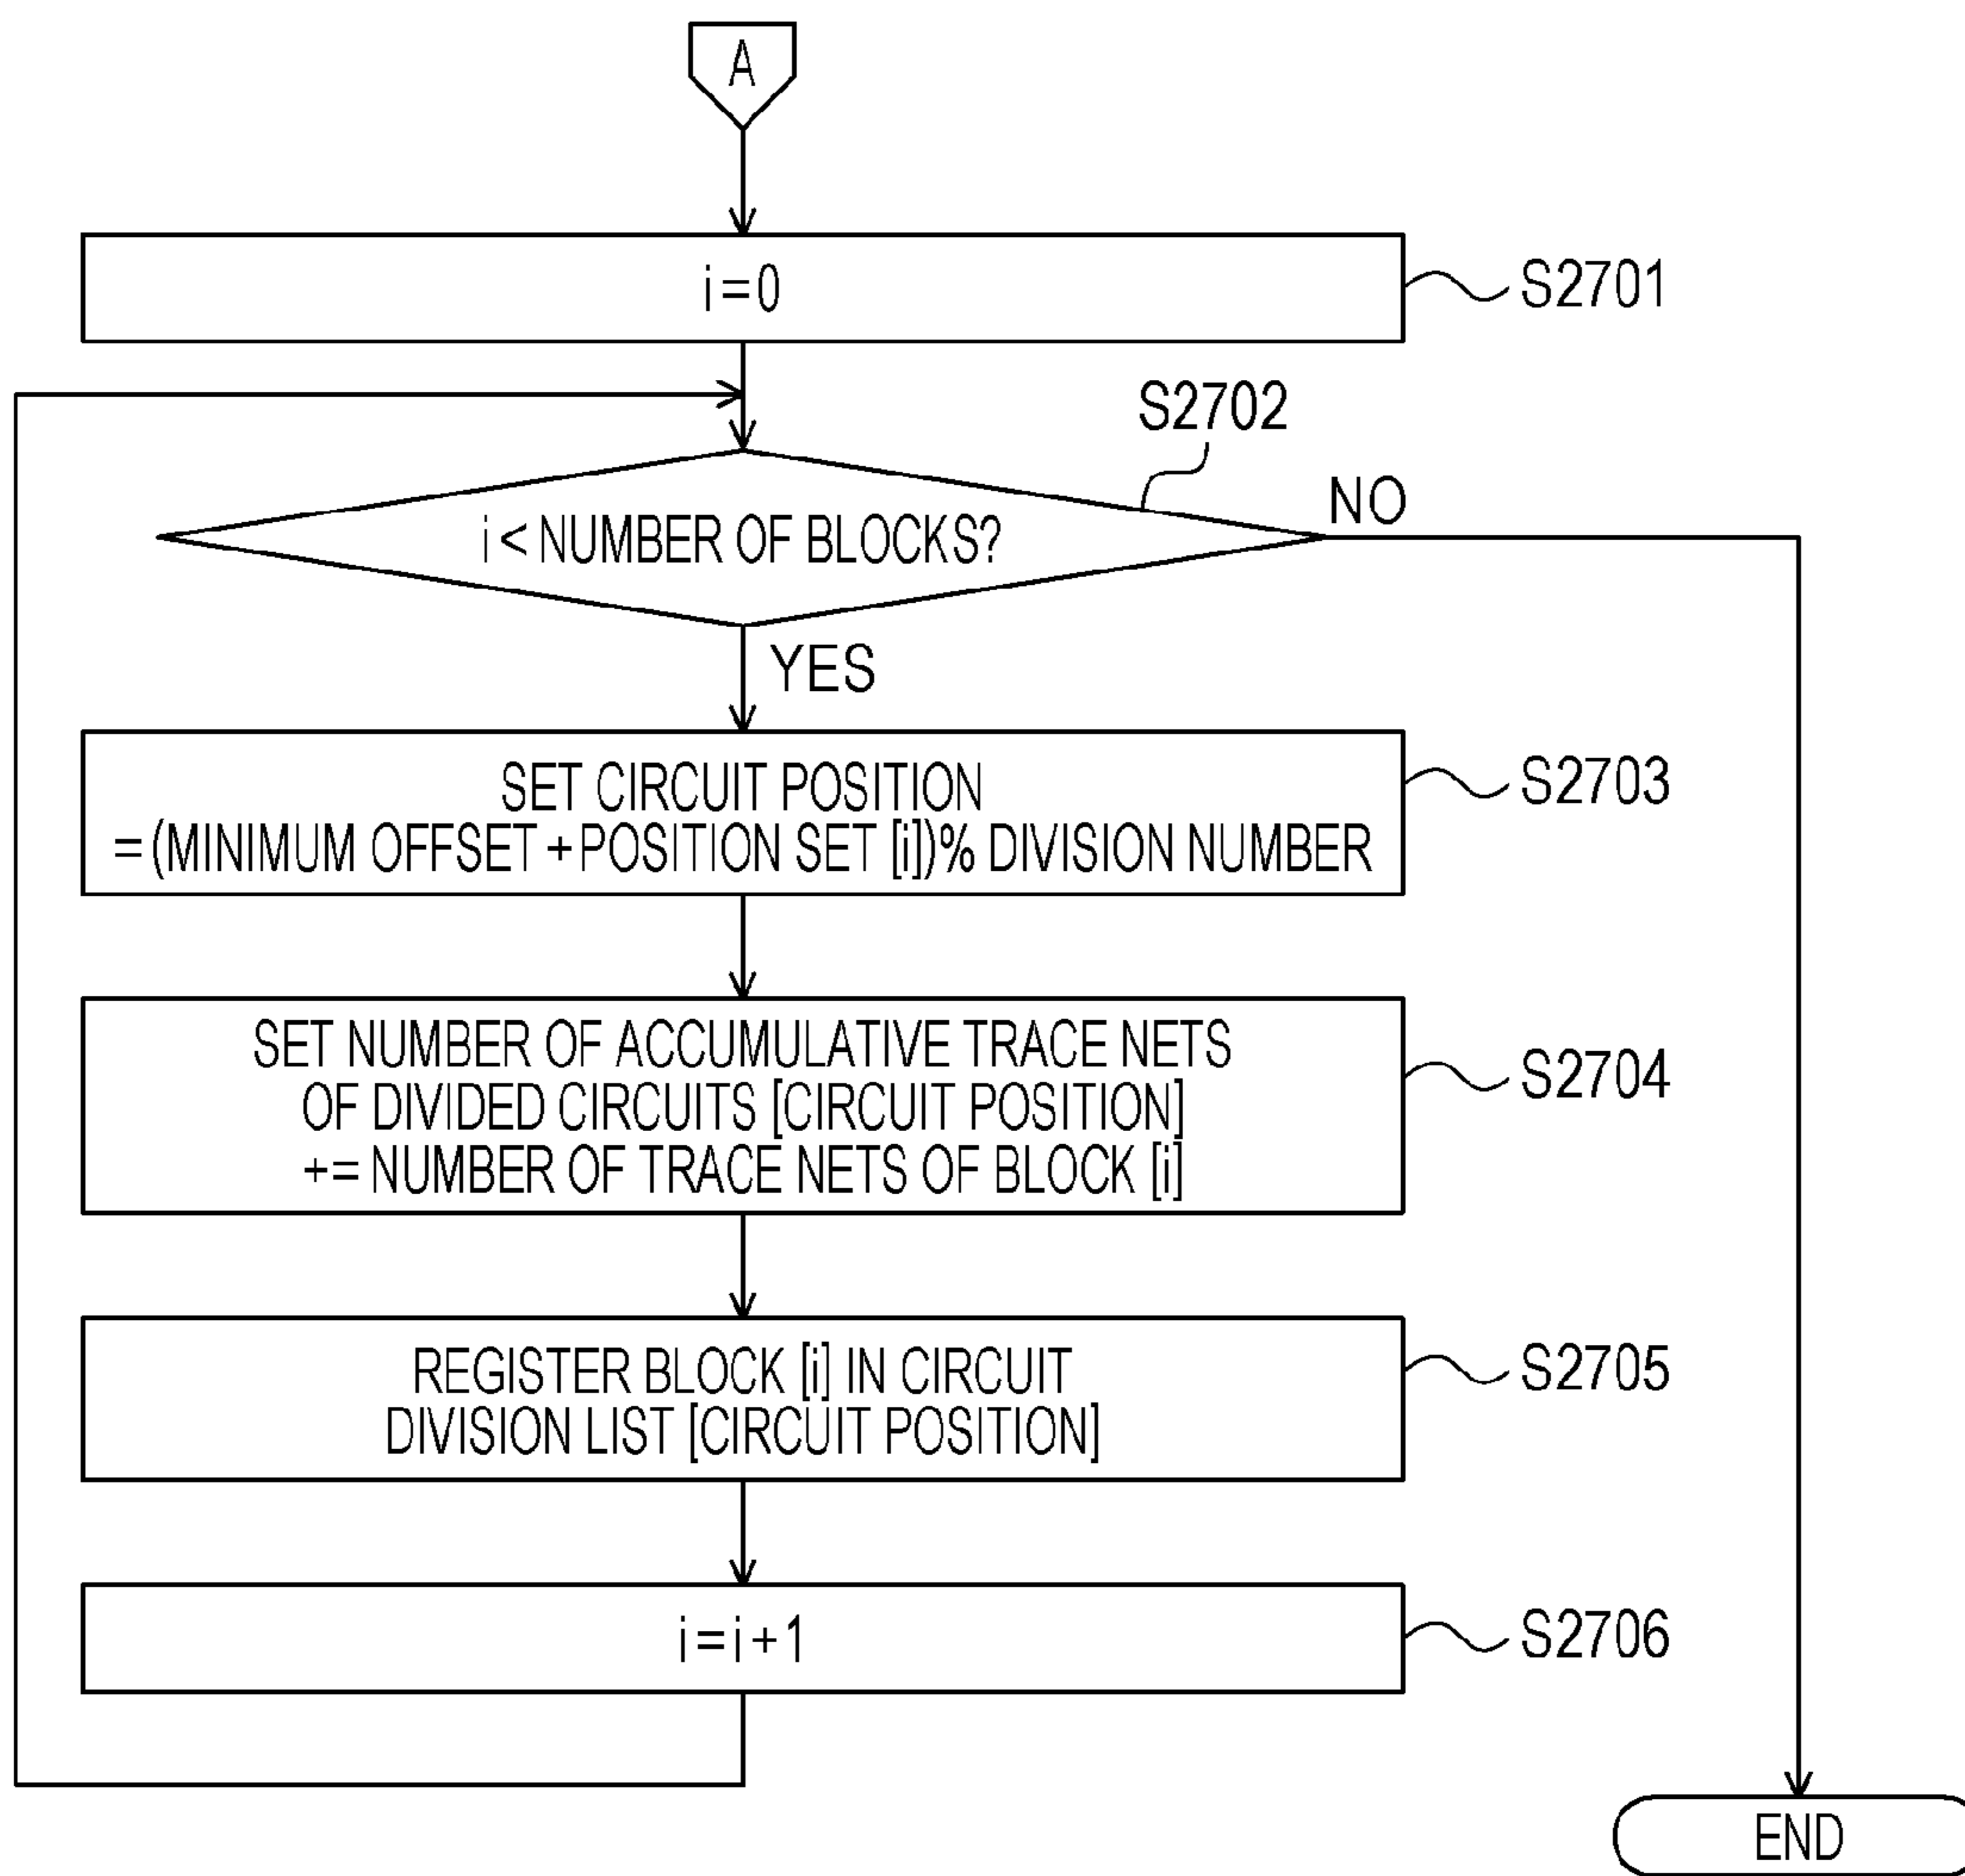 A
i=0
S2701
S2702
i < NUMBER OF BLOCKS?
NO
YES
SET CIRCUIT POSITION
=(MINIMUM OFFSET +POSITION SET [i])% DIVISION NUMBER
S2703
SET NUMBER OF ACCUMULATIVE TRACE NETS
OF DIVIDED CIRCUITS [CIRCUIT POSITION]
+= NUMBER OF TRACE NETS OF BLOCK [i]
S2704
REGISTER BLOCK [i] IN CIRCUIT
DIVISION LIST [CIRCUIT POSITION]
S2705
i=i+1
S2706
END